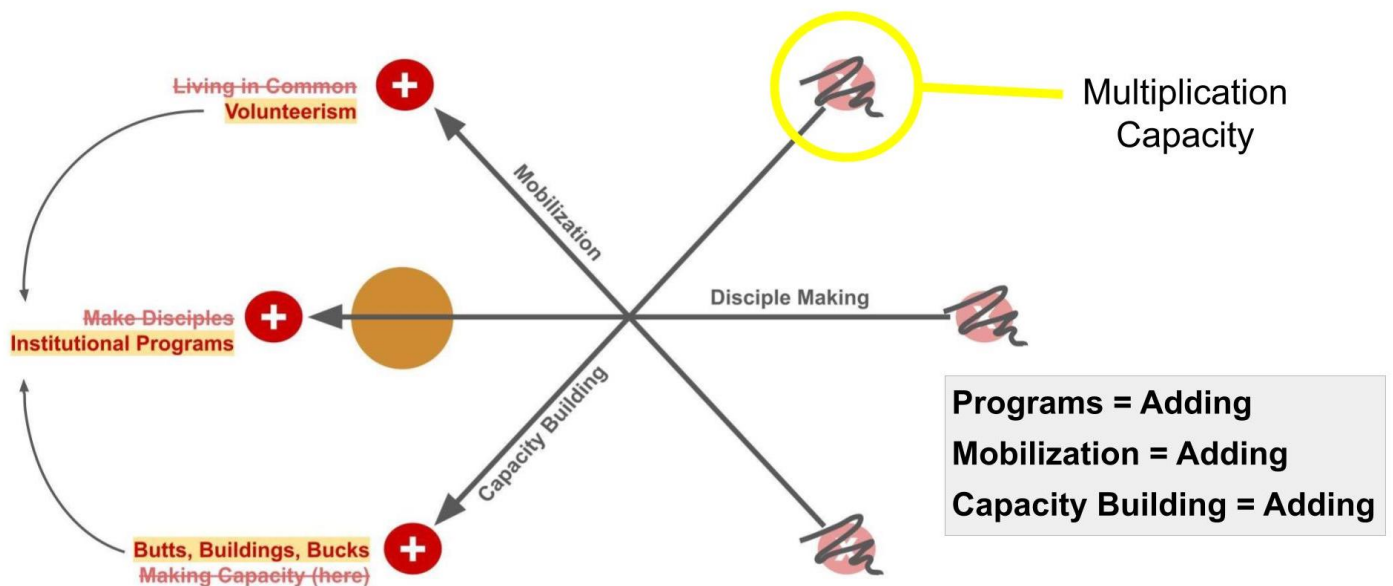 Living in Common
Volunteerism
+
Multiplication
Capacity
Mobilization
Disciple Making
Make Disciples
Institutional Programs
+
Programs = Adding
Mobilization = Adding
Capacity Building = Adding
Capacity Building
Butts, Buildings, Bucks
Making Capacity (here)
+